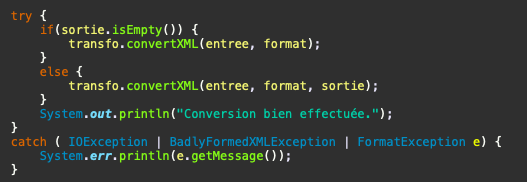 try {
    if(sortie.isEmpty()) {
        transfo.convertXML(entree, format);
    }
    else {
        transfo.convertXML(entree, format, sortie);
    }
    System.out.println("Conversion bien effectuée.");
}
catch ( IOException | BadlyFormedXMLException | FormatException e) {
    System.err.println(e.getMessage());
}